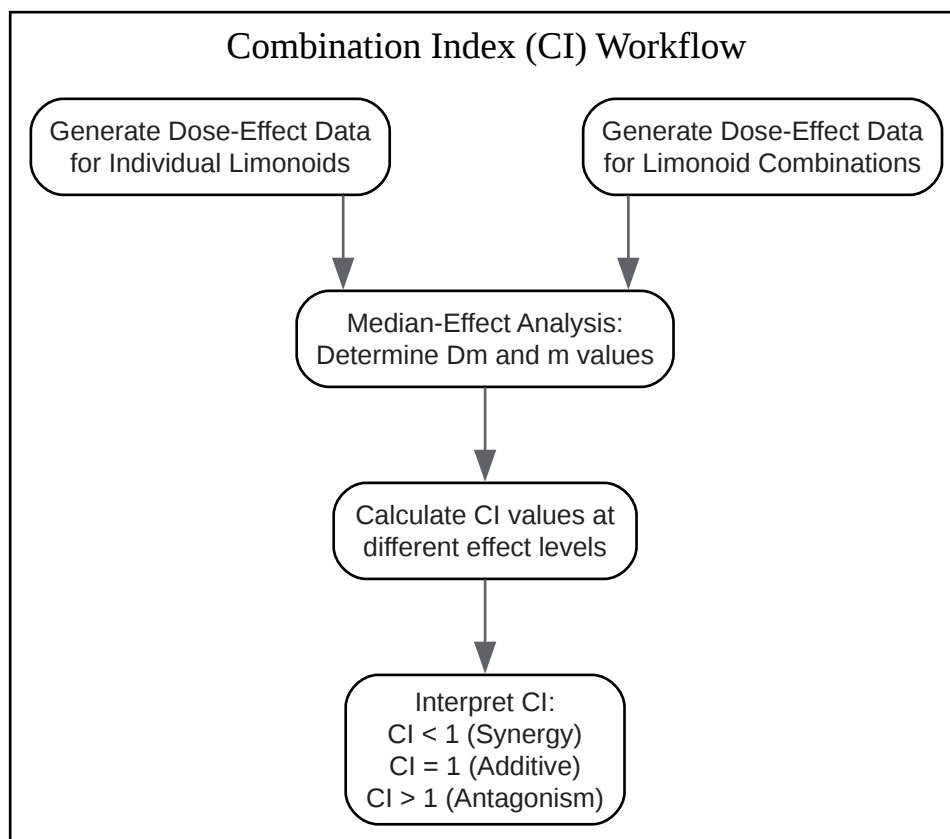 Combination Index (CI) Workflow
Generate Dose-Effect Data
for Individual Limonoids
Generate Dose-Effect Data
for Limonoid Combinations
Median-Effect Analysis:
Determine Dm and m values
Calculate CI values at
different effect levels
Interpret CI:
CI < 1 (Synergy)
CI = 1 (Additive)
CI > 1 (Antagonism)